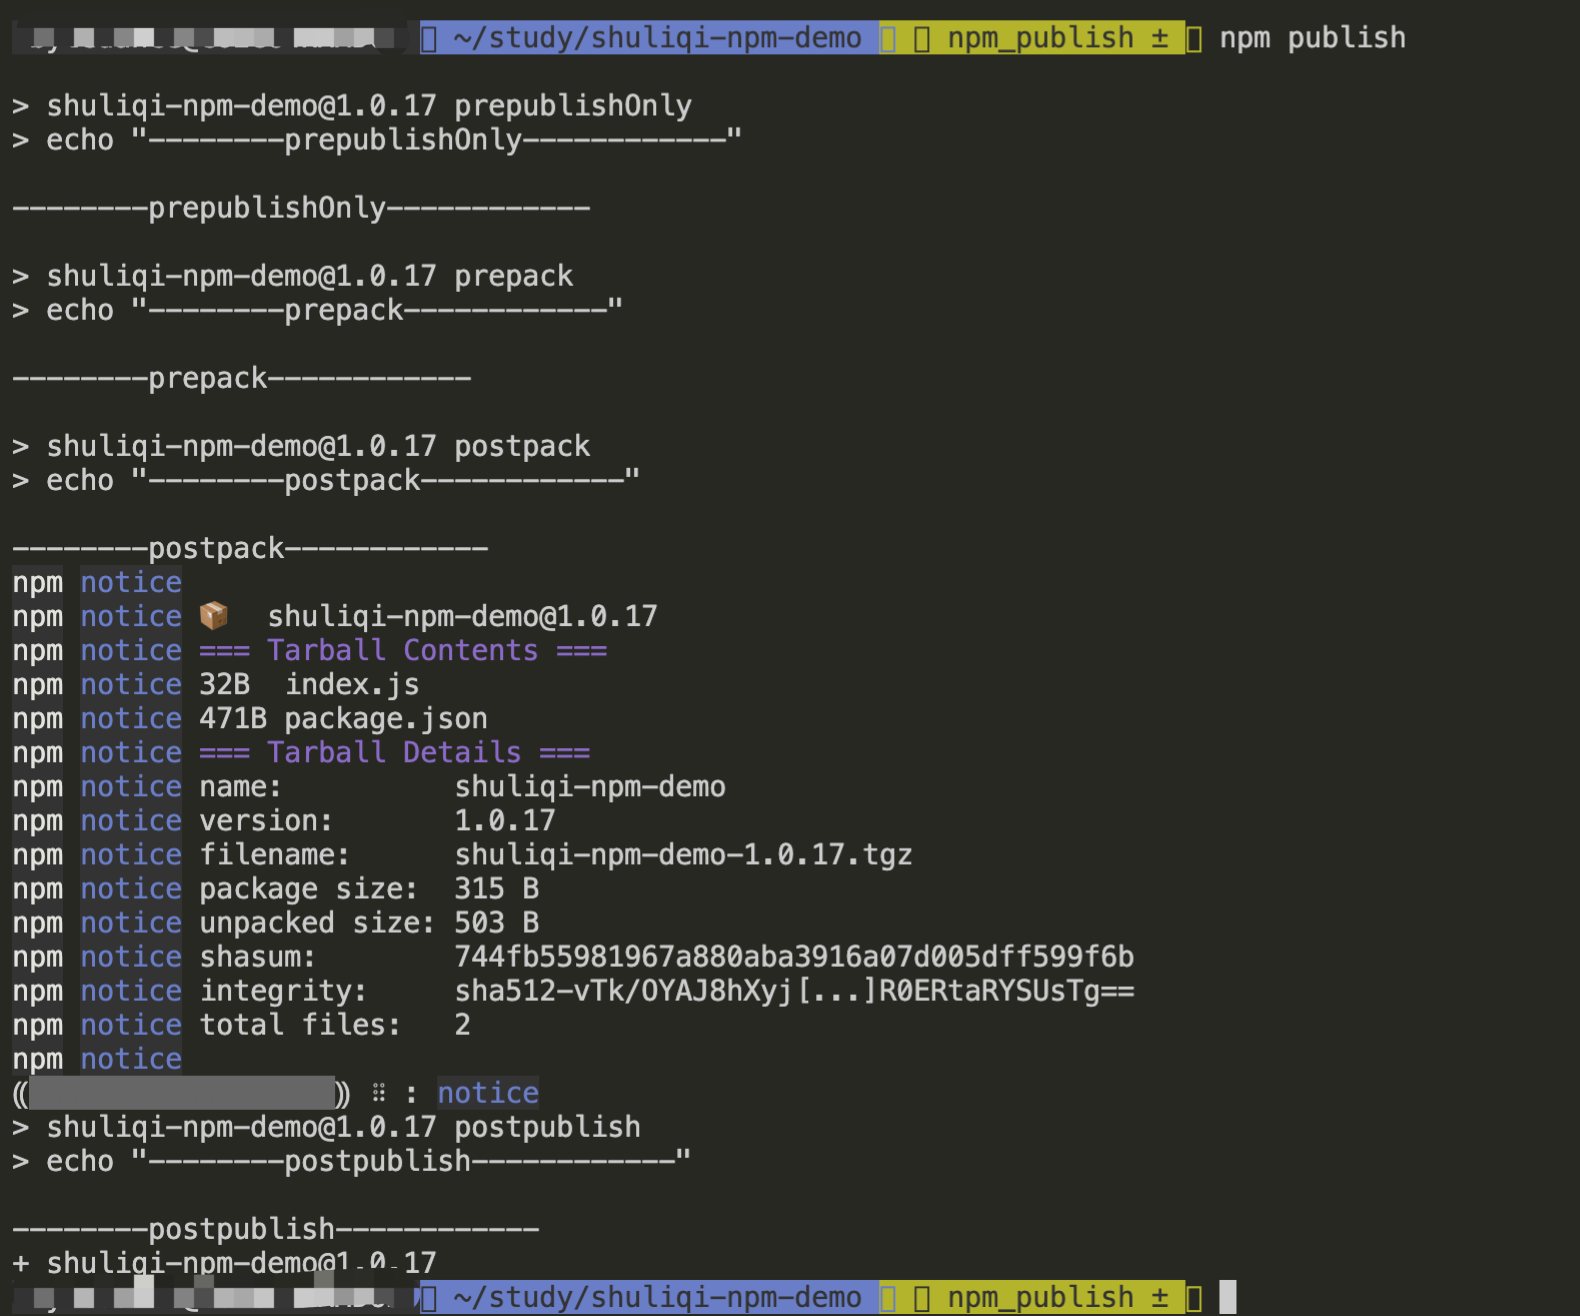 ~/study/shuliqi-npm-demo npm_publish ± npm publish
> shuliqi-npm-demo@1.0.17 prepublishOnly
> echo "--------prepublishOnly------------"
--------prepublishOnly------------
> shuliqi-npm-demo@1.0.17 prepack
> echo "--------prepack------------"
--------prepack------------
> shuliqi-npm-demo@1.0.17 postpack
> echo "--------postpack------------"
--------postpack------------
npm notice
npm notice 📦  shuliqi-npm-demo@1.0.17
npm notice === Tarball Contents ===
npm notice 32B  index.js
npm notice 471B package.json
npm notice === Tarball Details ===
npm notice name:          shuliqi-npm-demo
npm notice version:       1.0.17
npm notice filename:      shuliqi-npm-demo-1.0.17.tgz
npm notice package size:  315 B
npm notice unpacked size: 503 B
npm notice shasum:        744fb55981967a880aba3916a07d005dff599f6b
npm notice integrity:     sha512-vTk/OYAJ8hXyj[...]R0ERtaRYSUsTg==
npm notice total files:   2
npm notice
(( )) ⠿ : notice
> shuliqi-npm-demo@1.0.17 postpublish
> echo "--------postpublish------------"
--------postpublish------------
+ shuliqi-npm-demo@1.0.17
~/study/shuliqi-npm-demo npm_publish ±